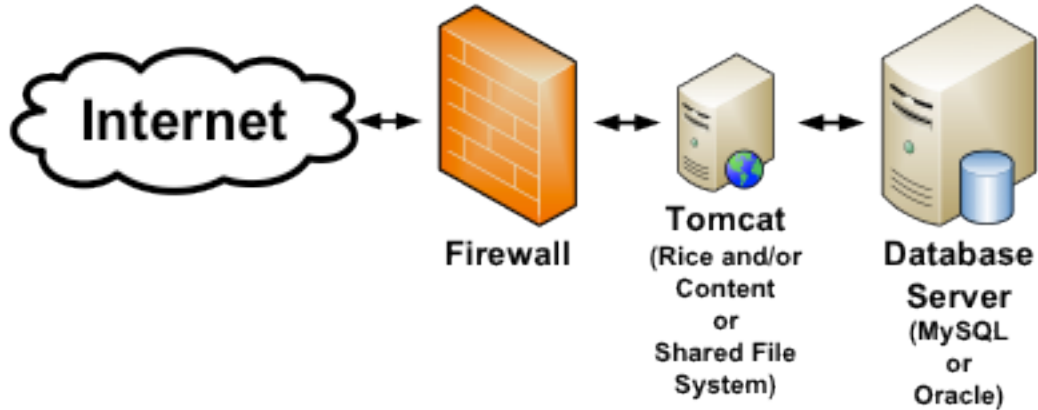 Internet
Firewall
Tomcat
(Rice and/or
Content
or
Shared File
System)
Database
Server
(MySQL
or
Oracle)